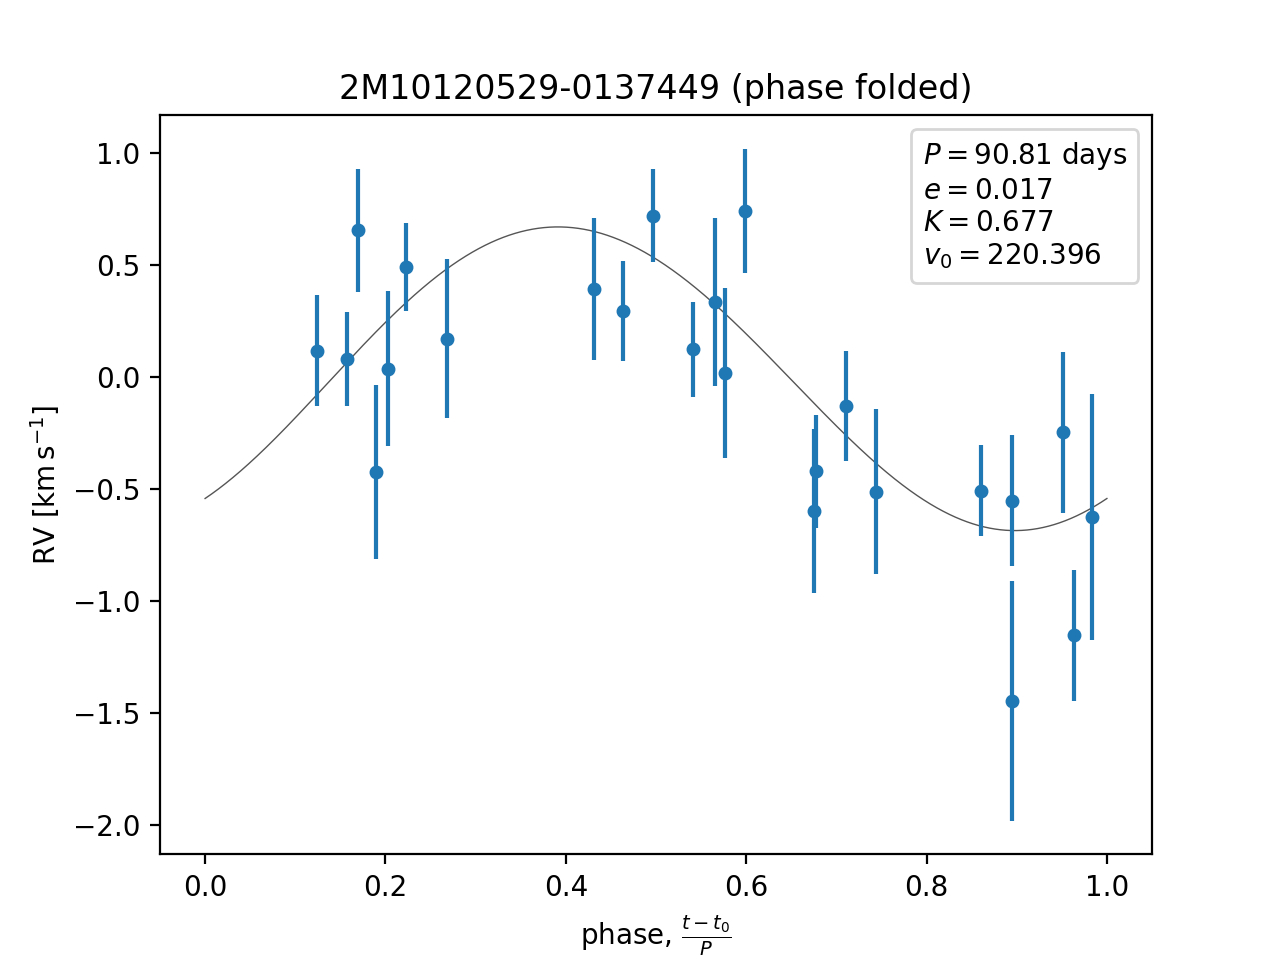 2M10120529-0137449 (phase folded)
P = 90.81 days
e = 0.017
K = 0.677
v₀ = 220.396
1.0
0.5
0.0
−0.5
−1.0
−1.5
−2.0
RV [km s⁻¹]
0.0 0.2 0.4 0.6 0.8 1.0
phase, (t − t₀)/P